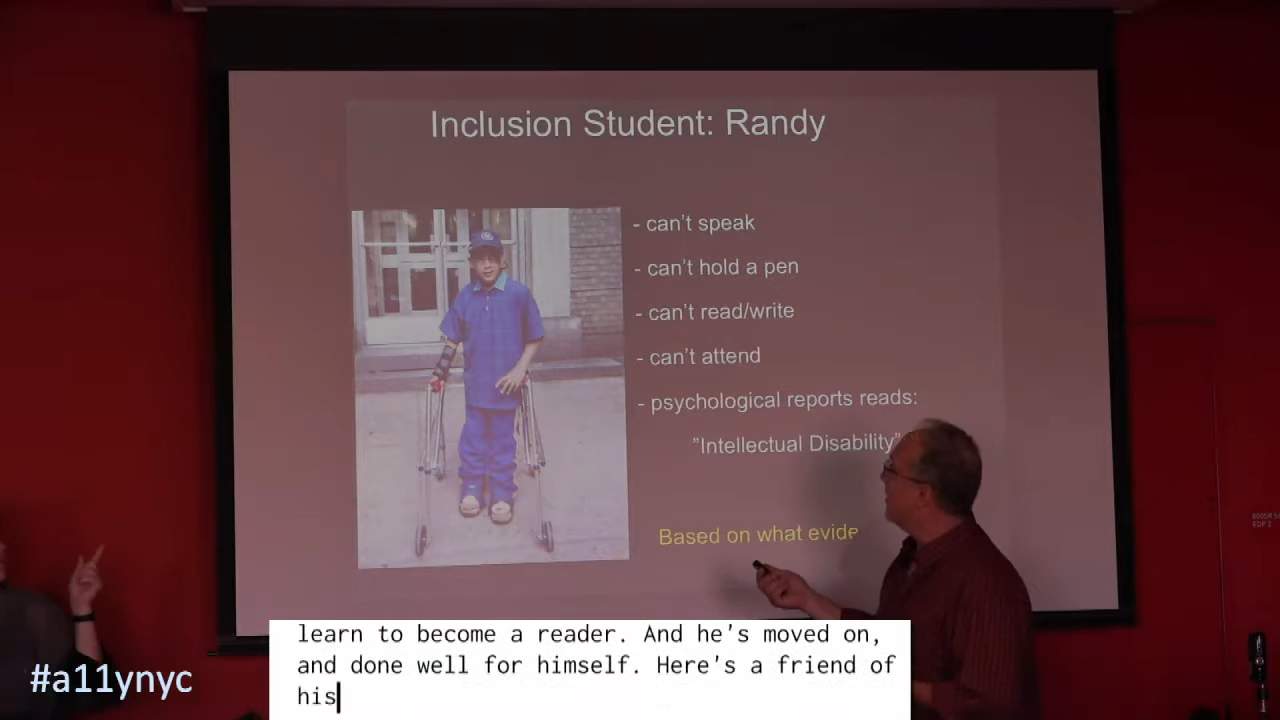 Inclusion Student: Randy
- can't speak
- can't hold a pen
- can't read/write
- can't attend
- psychological reports reads:
"Intellectual Disability"
Based on what evide
learn to become a reader. And he's moved on,
and done well for himself. Here's a friend of
his
#a11ynyc